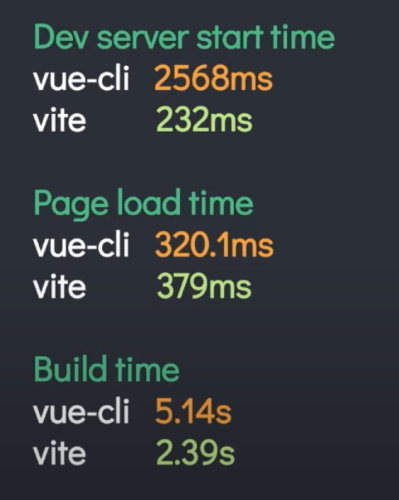 Dev server start time
vue-cli 2568ms
vite 232ms
Page load time
vue-cli 320.1ms
vite 379ms
Build time
vue-cli 5.14s
vite 2.39s